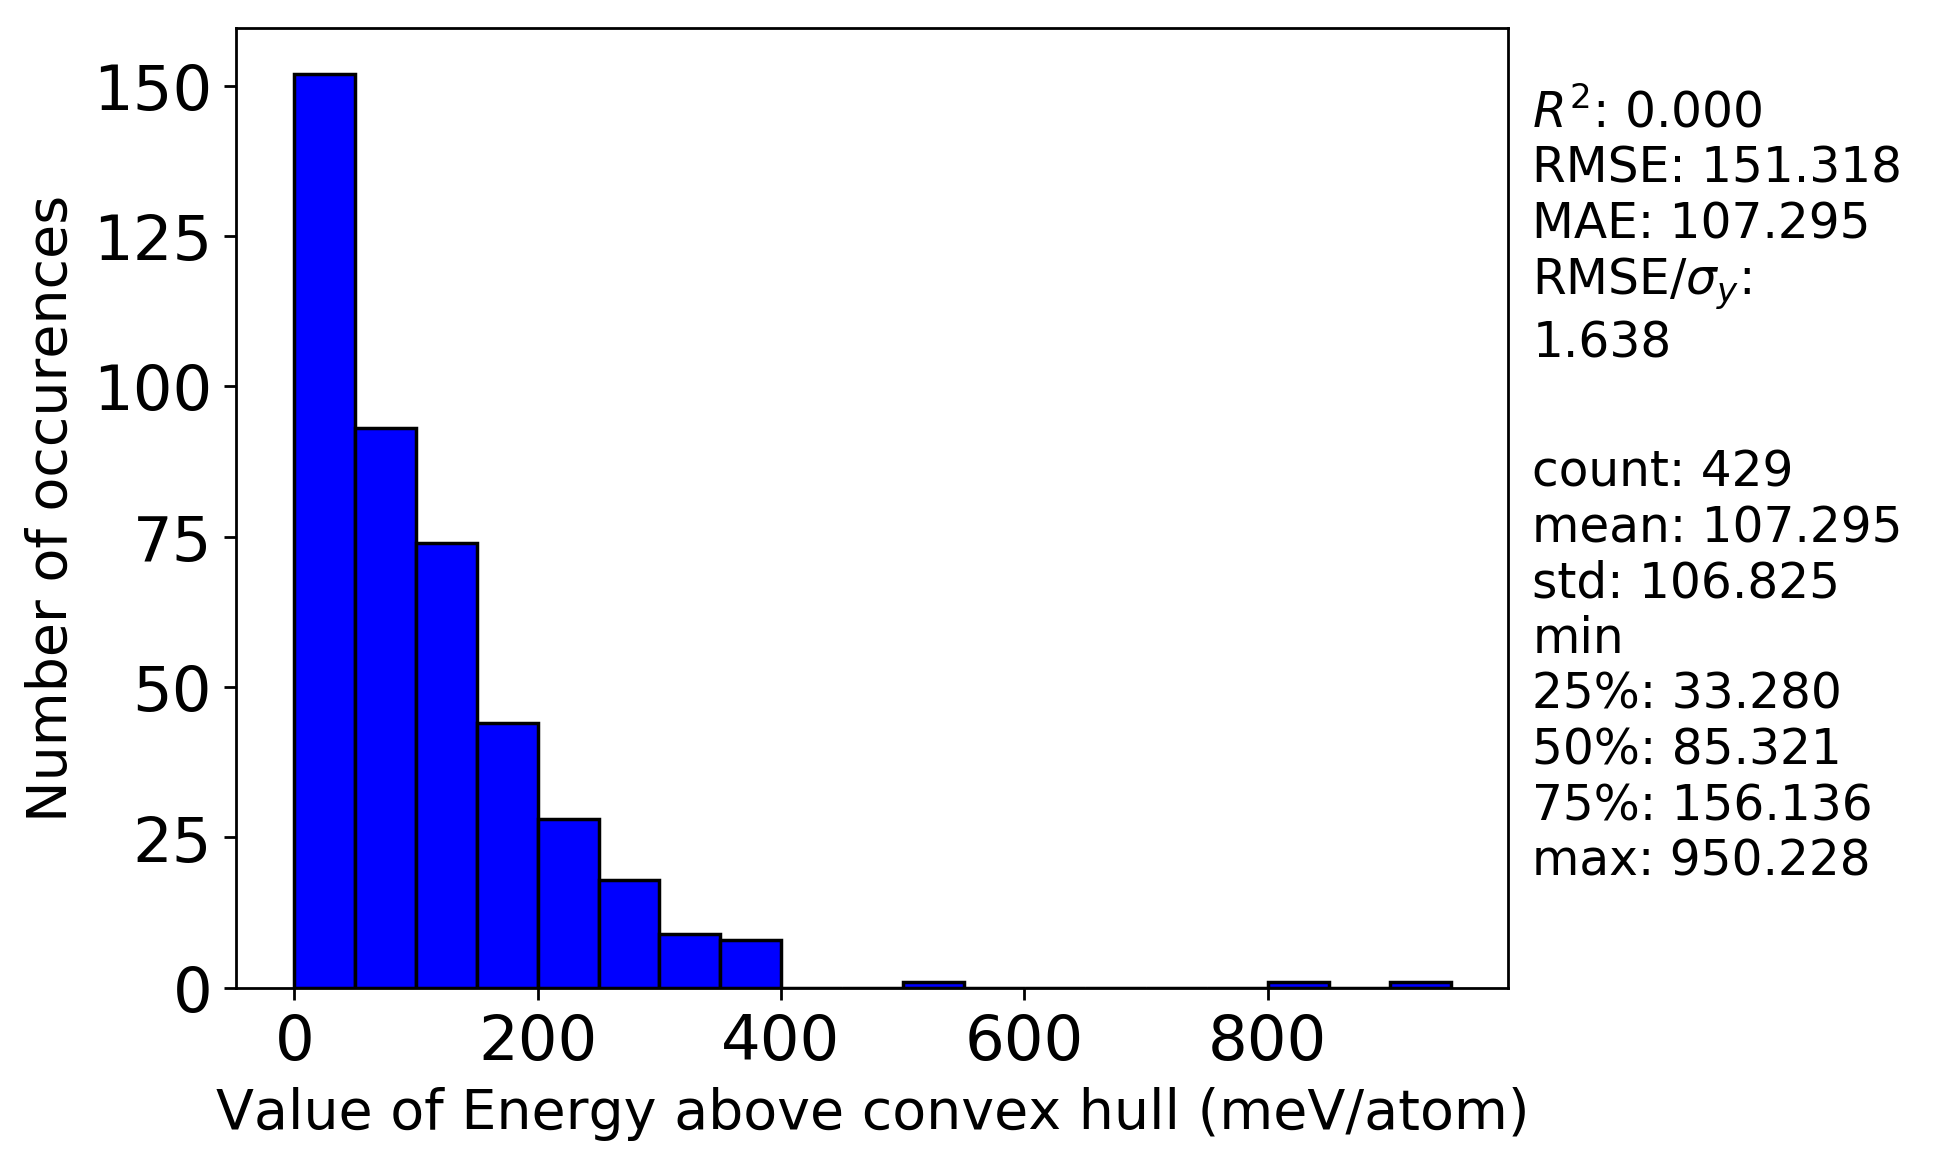 150
125
100
75
50
25
0
Number of occurences
0 200 400 600 800
Value of Energy above convex hull (meV/atom)
R²: 0.000
RMSE: 151.318
MAE: 107.295
RMSE/σy:
1.638
count: 429
mean: 107.295
std: 106.825
min
25%: 33.280
50%: 85.321
75%: 156.136
max: 950.228